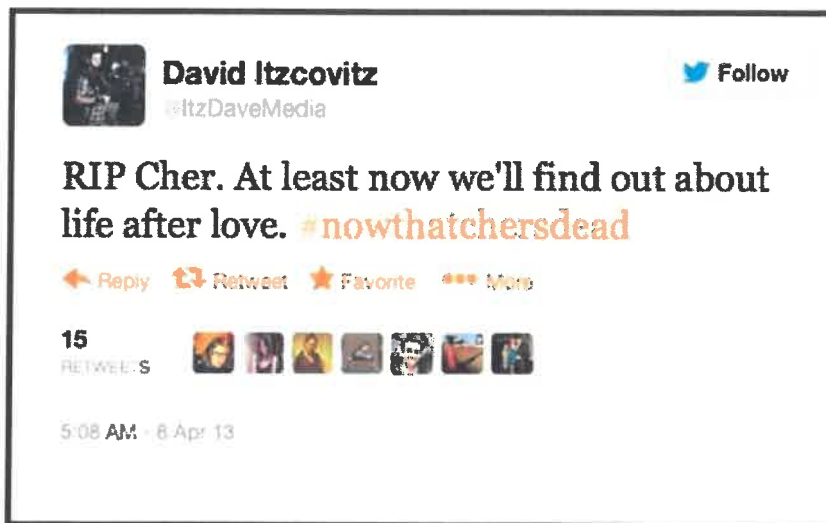 David Itzcovitz
@ItzDaveMedia
Follow
RIP Cher. At least now we'll find out about
life after love. #nowthatchersdead
Reply Retweet Favorite More
15
RETWEETS
5:08 AM - 8 Apr 13